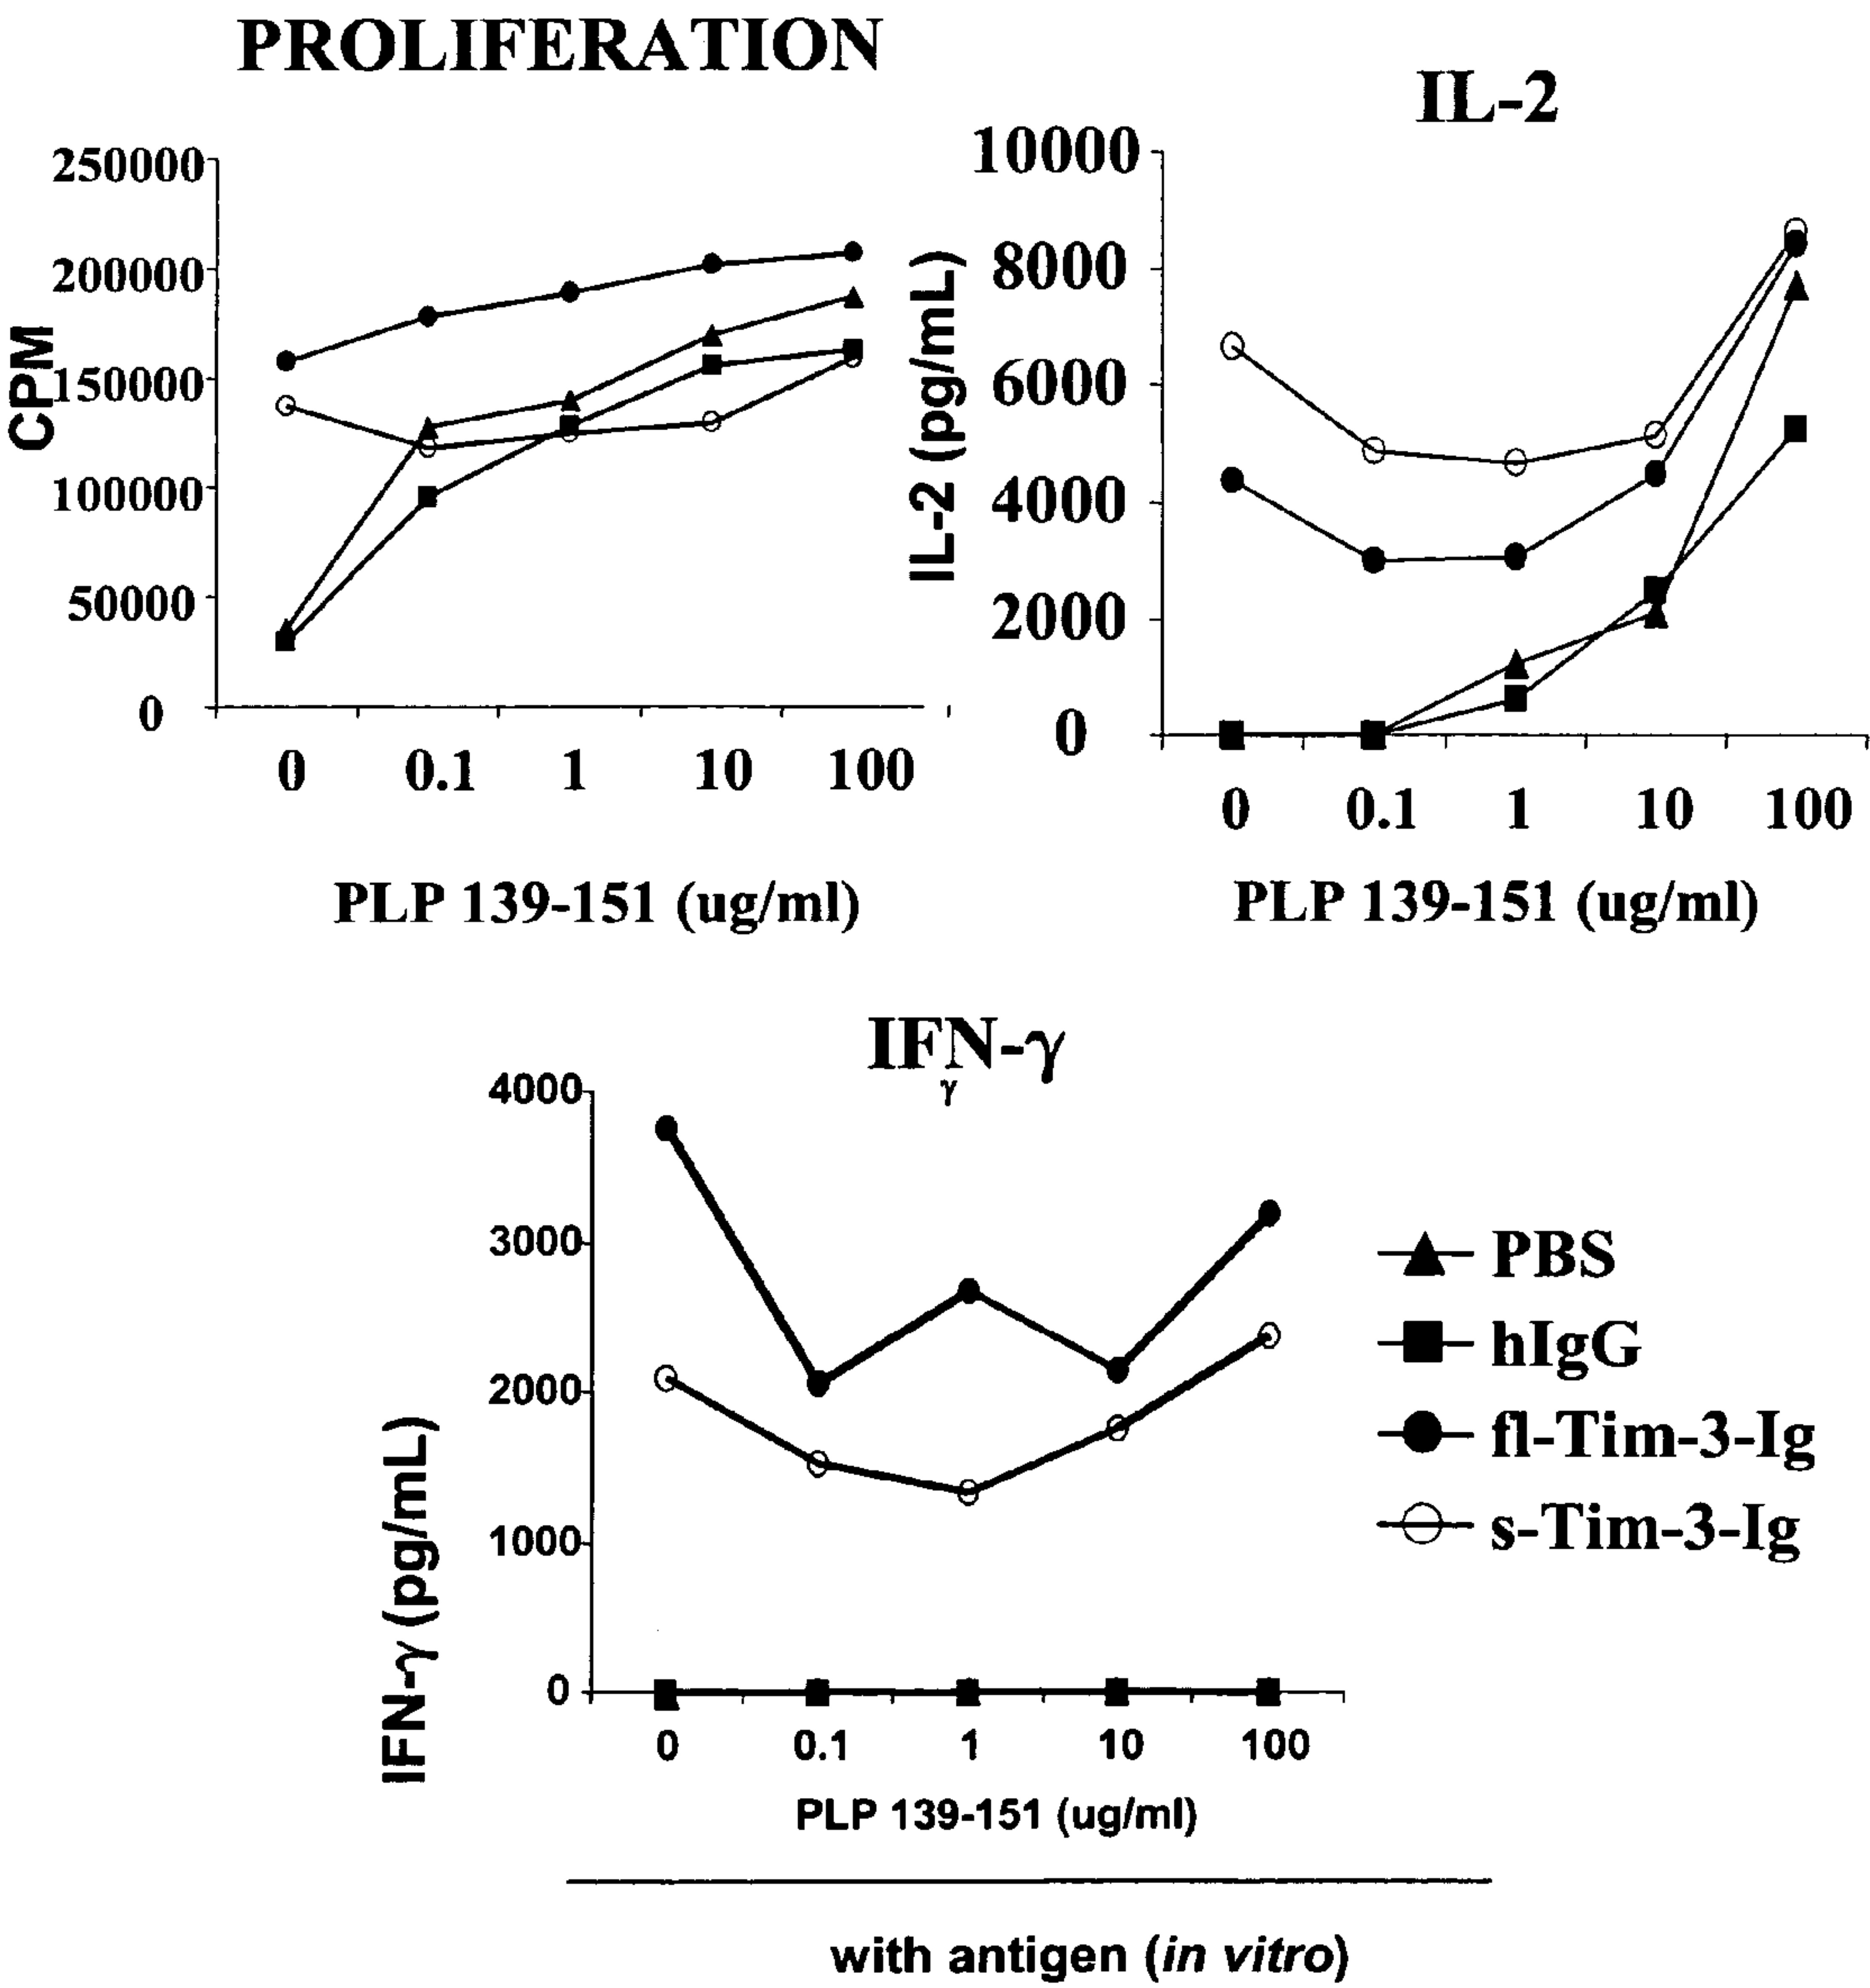 PROLIFERATION
250000
200000
150000
100000
50000
0
CPM
0 0.1 1 10 100
PLP 139-151 (ug/ml)
IL-2
10000
8000
6000
4000
2000
0
IL-2 (pg/mL)
0 0.1 1 10 100
PLP 139-151 (ug/ml)
IFN-γ
γ
4000
3000
2000
1000
0
IFN-γ (pg/mL)
0 0.1 1 10 100
PLP 139-151 (ug/ml)
PBS
hIgG
fl-Tim-3-Ig
s-Tim-3-Ig
with antigen (in vitro)